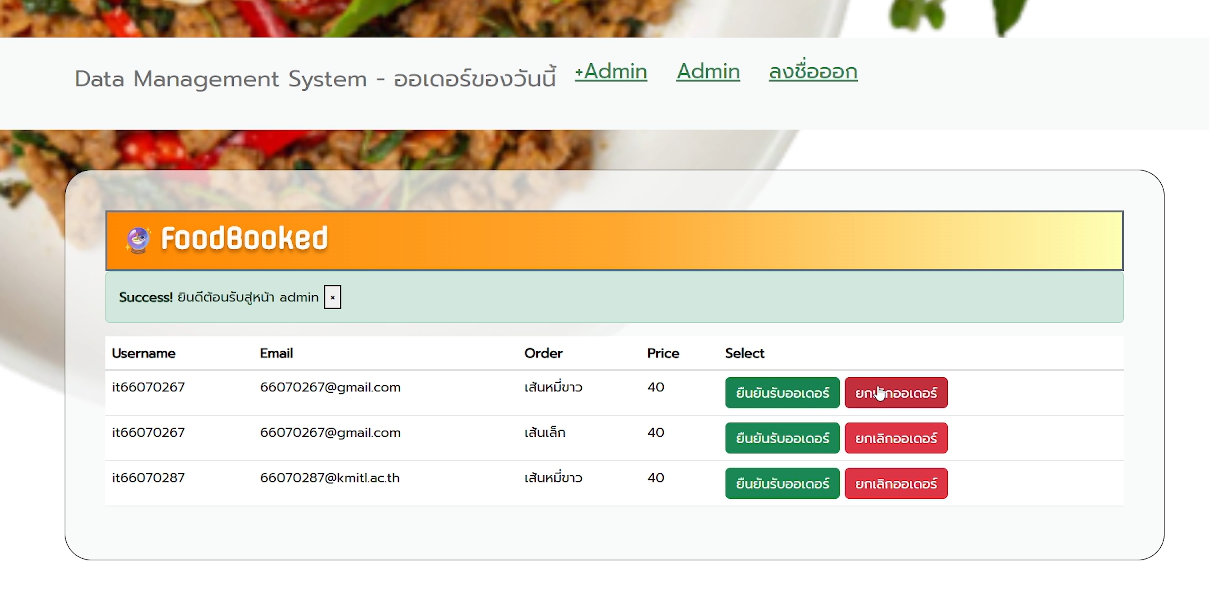 Data Management System - ออเดอร์ของวันนี้ +Admin Admin ลงชื่อออก
FoodBooked
Success! ยินดีต้อนรับสู่หน้า admin ×
Username Email Order Price Select
it66070267 66070267@gmail.com เส้นหมี่ขาว 40 ยืนยันรับออเดอร์ ยกเลิกออเดอร์
it66070267 66070267@gmail.com เส้นเล็ก 40 ยืนยันรับออเดอร์ ยกเลิกออเดอร์
it66070287 66070287@kmitl.ac.th เส้นหมี่ขาว 40 ยืนยันรับออเดอร์ ยกเลิกออเดอร์